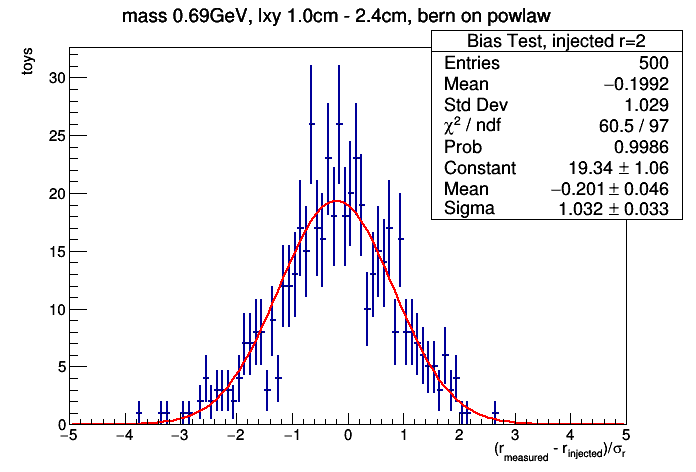 mass 0.69GeV, lxy 1.0cm - 2.4cm, bern on powlaw
Bias Test, injected r=2
Entries 500
Mean −0.1992
Std Dev 1.029
χ² / ndf 60.5 / 97
Prob 0.9986
Constant 19.34 ± 1.06
Mean −0.201 ± 0.046
Sigma 1.032 ± 0.033
toys
30
25
20
15
10
5
0
−5 −4 −3 −2 −1 0 1 2 3 4 5
(r_measured - r_injected)/σ_r